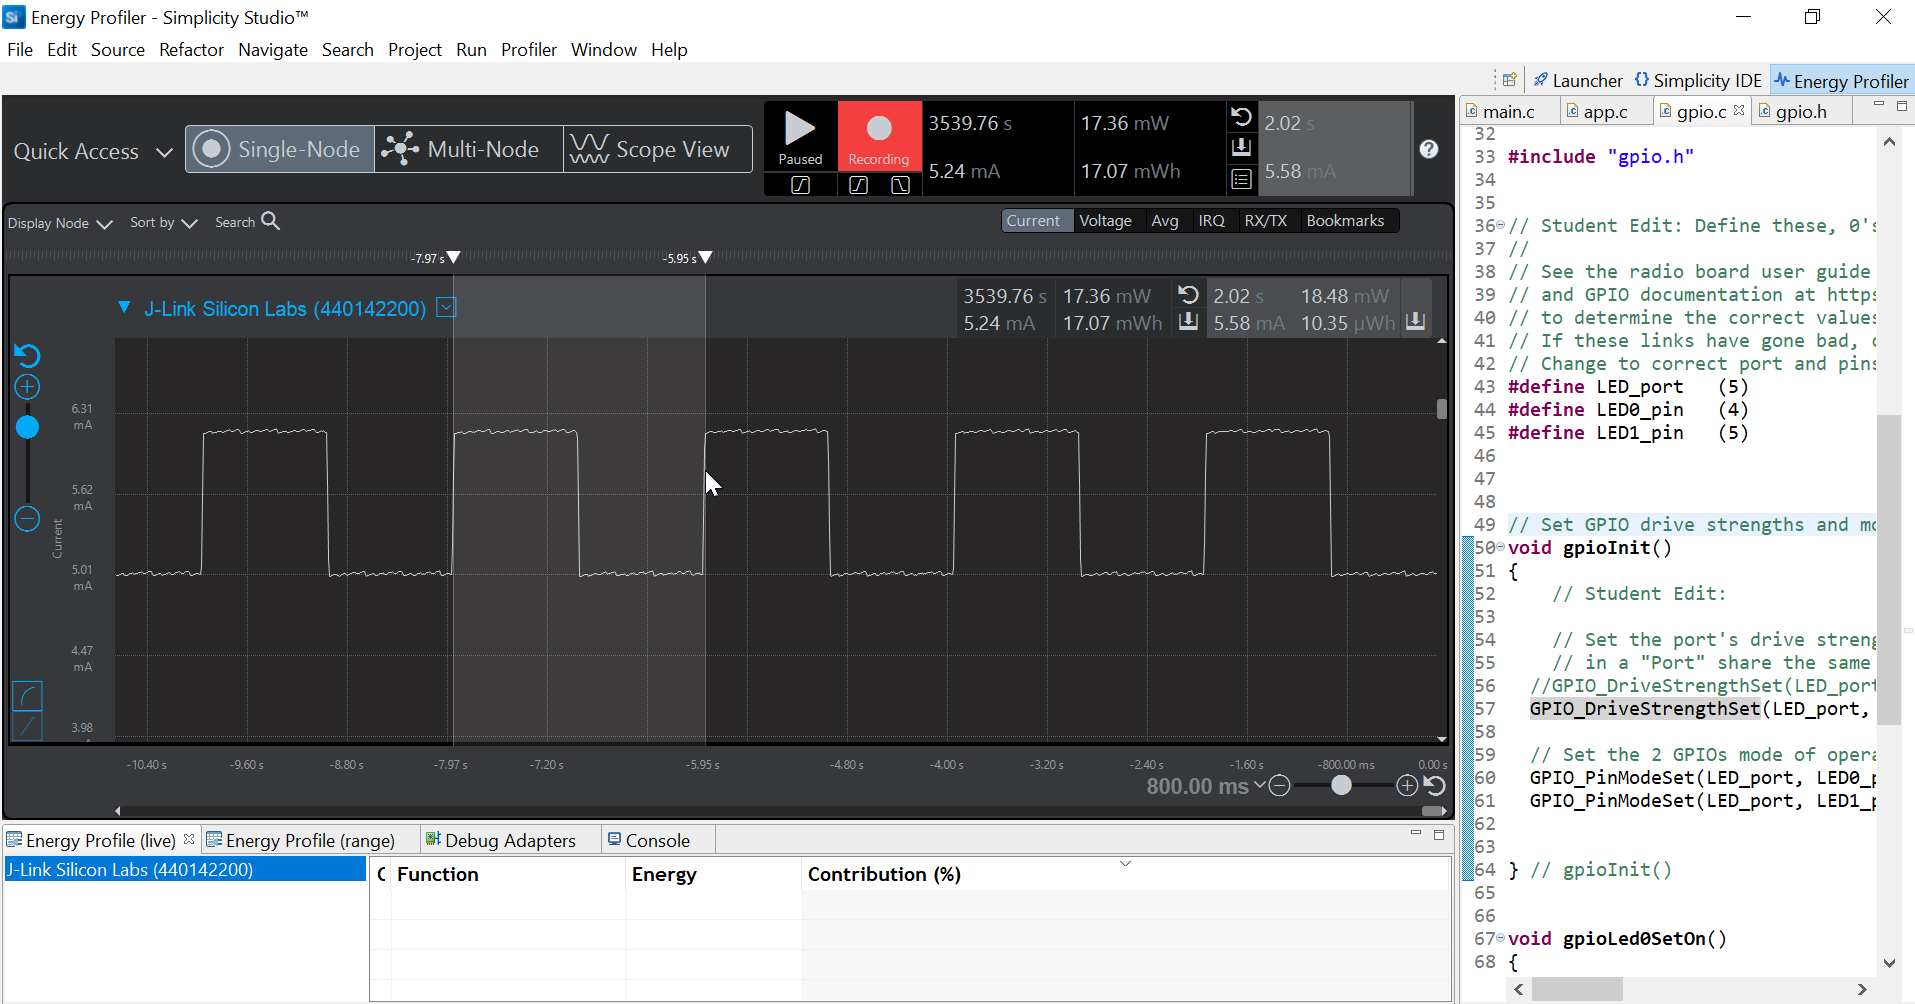 Energy Profiler - Simplicity Studio™
File Edit Source Refactor Navigate Search Project Run Profiler Window Help
Launcher {} Simplicity IDE Energy Profiler
Quick Access
Single-Node Multi-Node Scope View
Paused Recording
3539.76 s 17.36 mW 2.02 s
5.24 mA 17.07 mWh 5.58 mA
Display Node Sort by Search
Current Voltage Avg IRQ RX/TX Bookmarks
-7.97 s -5.95 s
J-Link Silicon Labs (440142200)
3539.76 s 17.36 mW 2.02 s 18.48 mW
5.24 mA 17.07 mWh 5.58 mA 10.35 µWh
Current
6.31
mA
5.62
mA
5.01
mA
4.47
mA
3.98
-10.40 s -9.60 s -8.80 s -7.97 s -7.20 s -5.95 s -4.80 s -4.00 s -3.20 s -2.40 s -1.60 s -800.00 ms 0.00 s
800.00 ms
Energy Profile (live) Energy Profile (range) Debug Adapters Console
J-Link Silicon Labs (440142200)
C Function Energy Contribution (%)
main.c app.c gpio.c gpio.h
32
33 #include "gpio.h"
34
35
36 // Student Edit: Define these, 0's
37 //
38 // See the radio board user guide
39 // and GPIO documentation at https
40 // to determine the correct values
41 // If these links have gone bad, c
42 // Change to correct port and pins
43 #define LED_port (5)
44 #define LED0_pin (4)
45 #define LED1_pin (5)
46
47
48
49 // Set GPIO drive strengths and mo
50 void gpioInit()
51 {
52 // Student Edit:
53
54 // Set the port's drive streng
55 // in a "Port" share the same
56 //GPIO_DriveStrengthSet(LED_port
57 GPIO_DriveStrengthSet(LED_port,
58
59 // Set the 2 GPIOs mode of opera
60 GPIO_PinModeSet(LED_port, LED0_p
61 GPIO_PinModeSet(LED_port, LED1_p
62
63
64 } // gpioInit()
65
66
67 void gpioLed0SetOn()
68 {